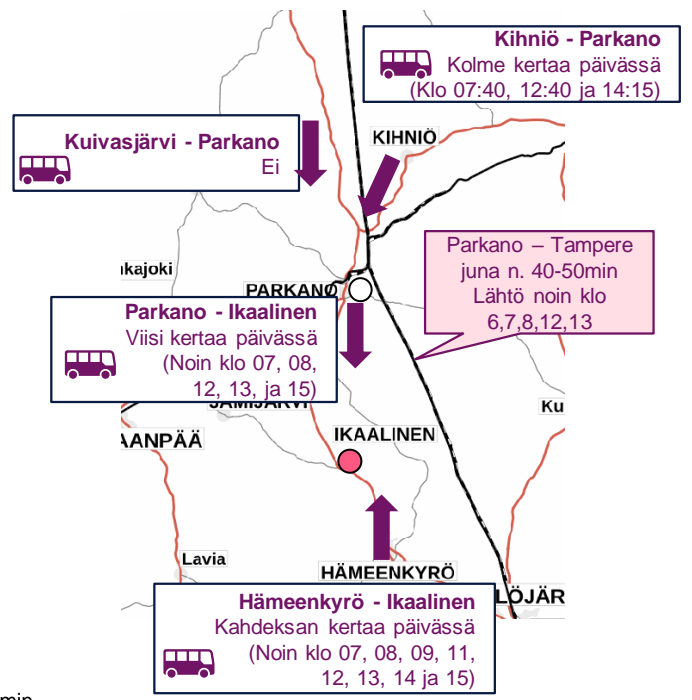 Kihniö - Parkano
Kolme kertaa päivässä
(Klo 07:40, 12:40 ja 14:15)
Kuivasjärvi - Parkano
Ei
KIHNIÖ
Parkano – Tampere
juna n. 40-50min
Lähtö noin klo
6,7,8,12,13
kajoki
PARKANO
Parkano - Ikaalinen
Viisi kertaa päivässä
(Noin klo 07, 08,
12, 13, ja 15)
JÄMIJÄRVI
Ku
AANPÄÄ
IKAALINEN
Lavia
HÄMEENKYRÖ
LÖJÄR
Hämeenkyrö - Ikaalinen
Kahdeksan kertaa päivässä
(Noin klo 07, 08, 09, 11,
12, 13, 14 ja 15)